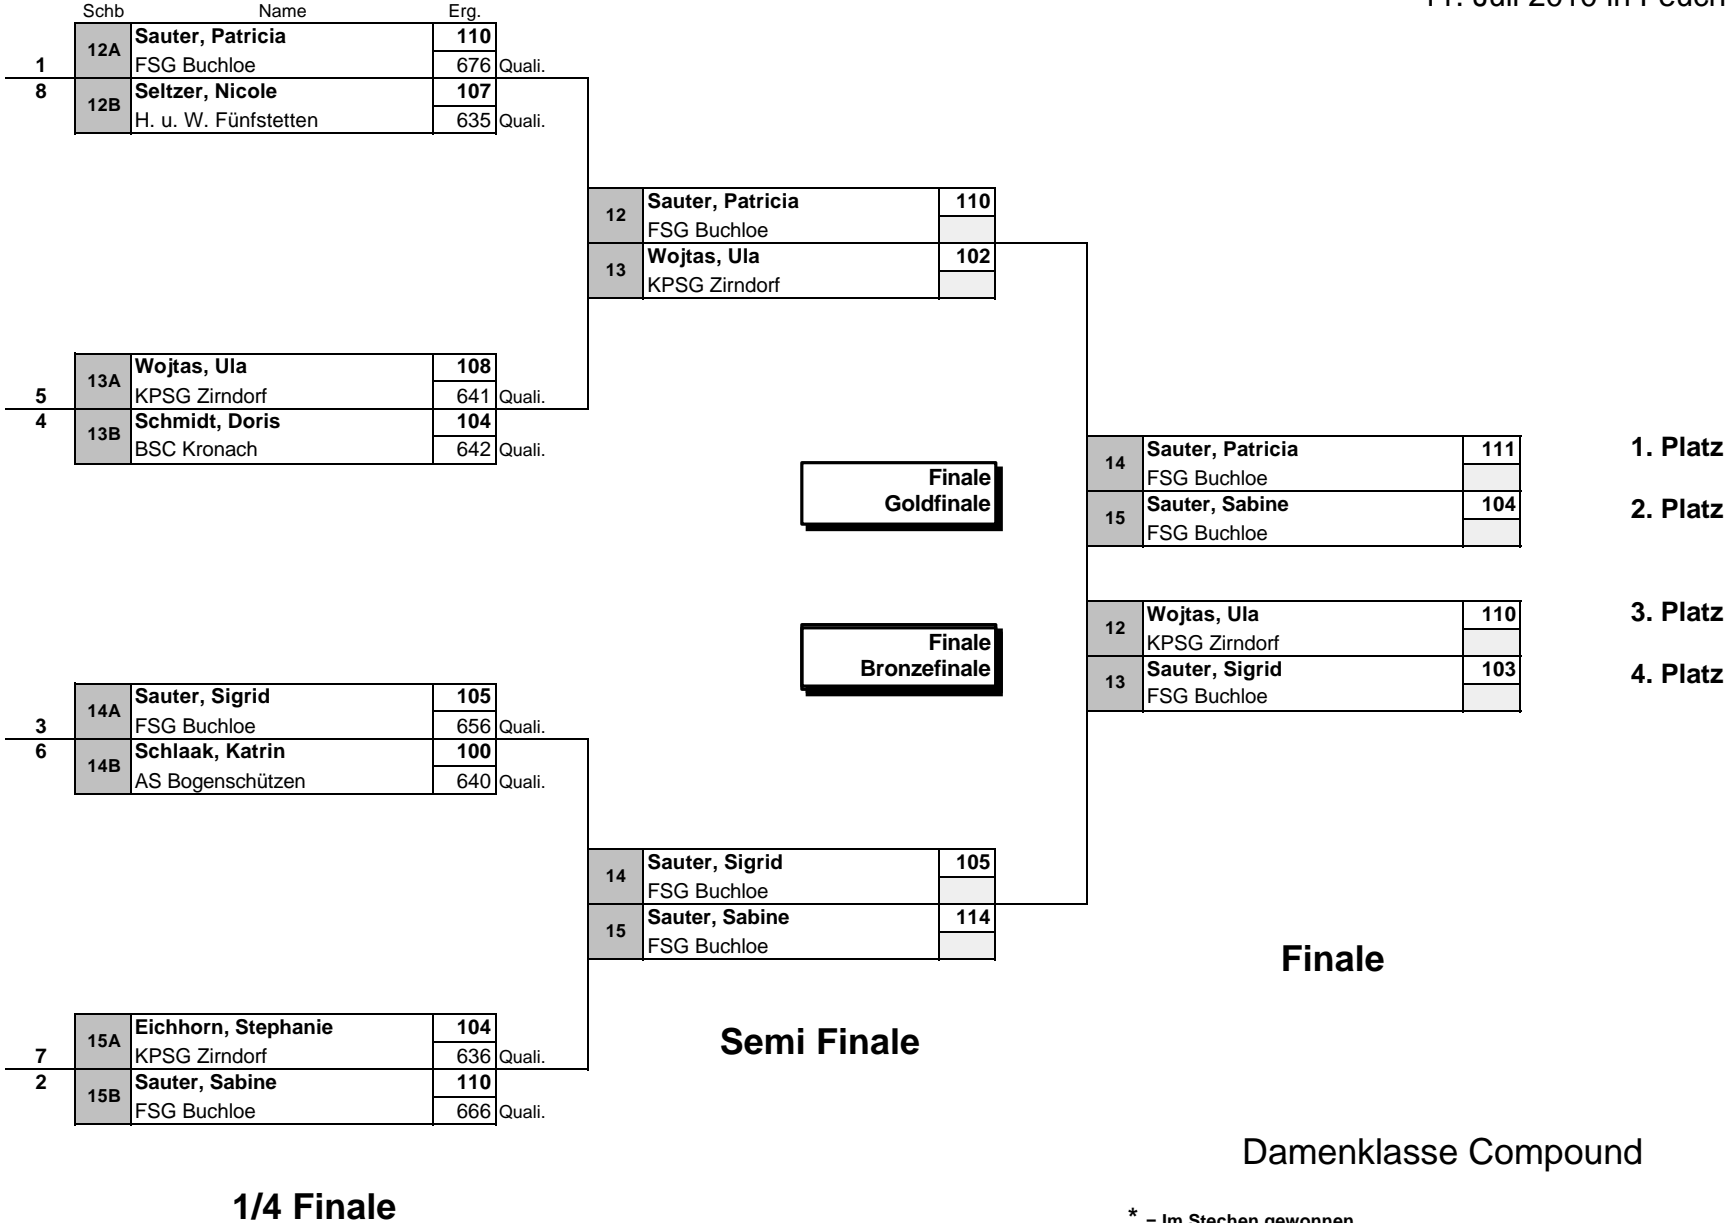 Schb Name Erg.
12A Sauter, Patricia 110
1 FSG Buchloe 676 Quali.
8 12B Seltzer, Nicole 107
H. u. W. Fünfstetten 635 Quali.
12 Sauter, Patricia 110
FSG Buchloe
13 Wojtas, Ula 102
KPSG Zirndorf
13A Wojtas, Ula 108
5 KPSG Zirndorf 641 Quali.
4 13B Schmidt, Doris 104
BSC Kronach 642 Quali.
Finale
Goldfinale
14 Sauter, Patricia 111 1. Platz
FSG Buchloe
15 Sauter, Sabine 104 2. Platz
FSG Buchloe
Finale
Bronzefinale
12 Wojtas, Ula 110 3. Platz
KPSG Zirndorf
13 Sauter, Sigrid 103 4. Platz
FSG Buchloe
14A Sauter, Sigrid 105
3 FSG Buchloe 656 Quali.
6 14B Schlaak, Katrin 100
AS Bogenschützen 640 Quali.
14 Sauter, Sigrid 105
FSG Buchloe
15 Sauter, Sabine 114
FSG Buchloe
Finale
15A Eichhorn, Stephanie 104
7 KPSG Zirndorf 636 Quali.
2 15B Sauter, Sabine 110
FSG Buchloe 666 Quali.
Semi Finale
Damenklasse Compound
1/4 Finale
* – Im Stechen gewonnen